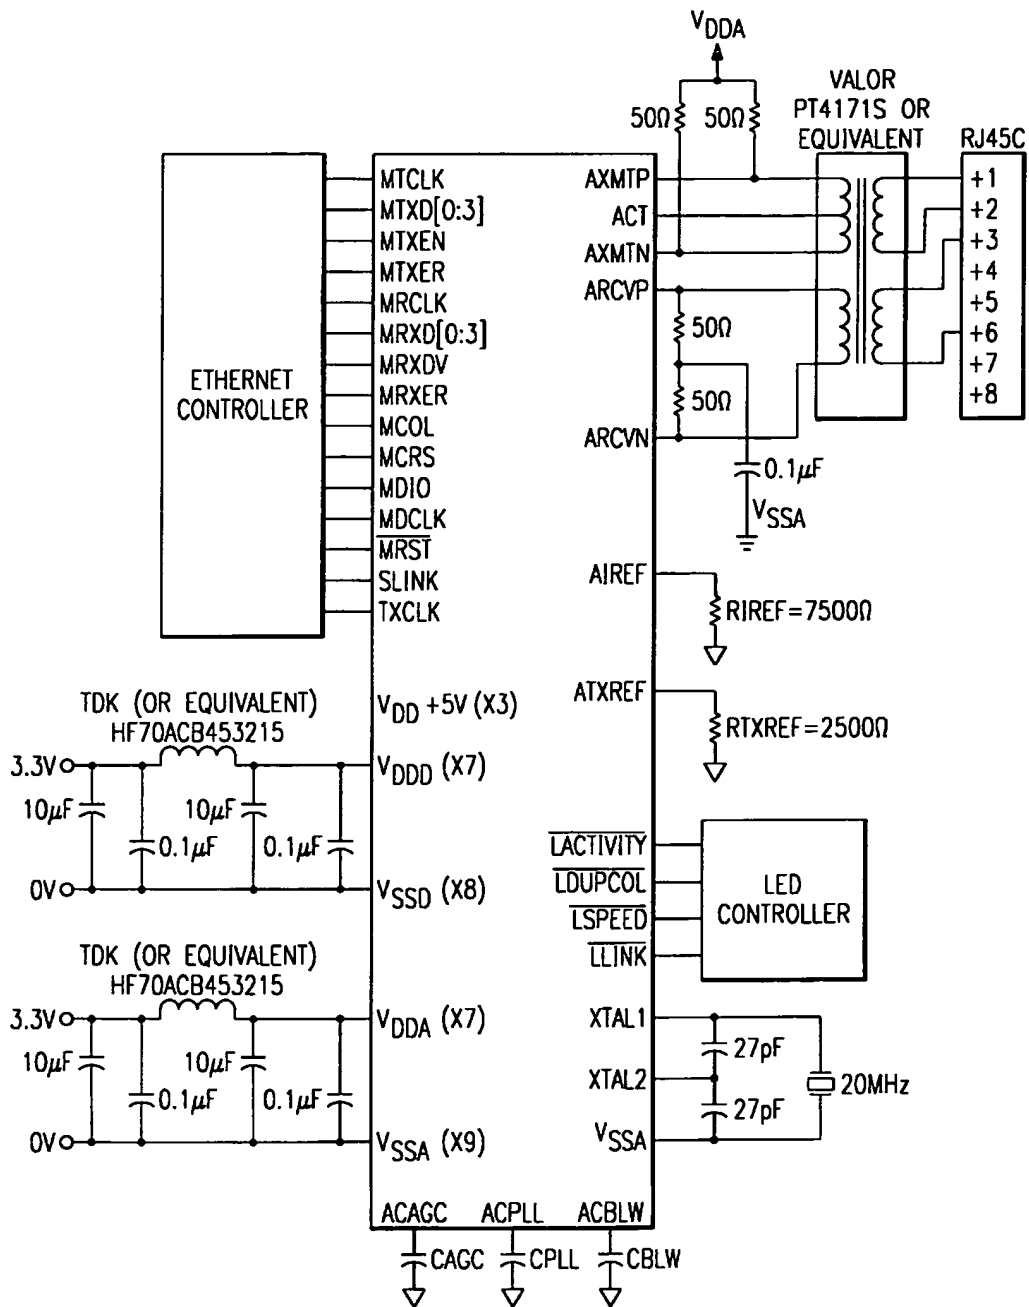 VDDA
VALOR
PT4171S OR
EQUIVALENT
RJ45C
50Ω
50Ω
MTCLK
MTXD[0:3]
MTXEN
MTXER
MRCLK
MRXD[0:3]
MRXDV
MRXER
MCOL
MCRS
MDIO
MDCLK
MRST
SLINK
TXCLK
ETHERNET
CONTROLLER
AXMTP
ACT
AXMTN
ARCVP
ARCVN
50Ω
50Ω
0.1μF
VSSA
+1
+2
+3
+4
+5
+6
+7
+8
AIREF
RIREF=7500Ω
ATXREF
RTXREF=2500Ω
VDD +5V (X3)
TDK (OR EQUIVALENT)
HF70ACB453215
3.3V
VDDD (X7)
10μF
10μF
0.1μF
0.1μF
0V
VSSD (X8)
LACTIVITY
LDUPCOL
LSPEED
LLINK
LED
CONTROLLER
TDK (OR EQUIVALENT)
HF70ACB453215
3.3V
VDDA (X7)
10μF
10μF
0.1μF
0.1μF
0V
VSSA (X9)
XTAL1
27pF
XTAL2
20MHz
27pF
VSSA
ACAGC
ACPLL
ACBLW
CAGC
CPLL
CBLW